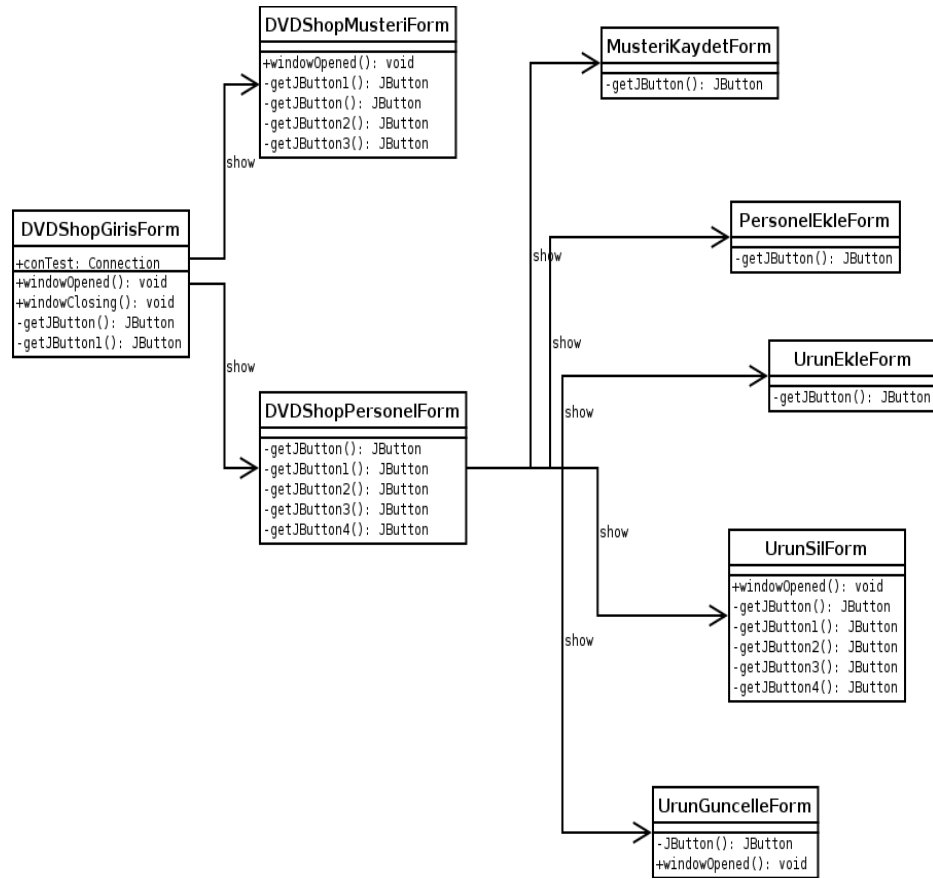 DVDShopMusteriForm
+windowOpened(): void
-getJButton1(): JButton
-getJButton(): JButton
-getJButton2(): JButton
-getJButton3(): JButton
MusteriKaydetForm
-getJButton(): JButton
show
DVDShopGirisForm
+conTest: Connection
+windowOpened(): void
+windowClosing(): void
-getJButton(): JButton
-getJButton1(): JButton
PersonelEkleForm
-getJButton(): JButton
show
show
show
UrunEkleForm
-getJButton(): JButton
DVDShopPersonelForm
-getJButton(): JButton
-getJButton1(): JButton
-getJButton2(): JButton
-getJButton3(): JButton
-getJButton4(): JButton
show
show
UrunSilForm
+windowOpened(): void
-getJButton(): JButton
-getJButton1(): JButton
-getJButton2(): JButton
-getJButton3(): JButton
-getJButton4(): JButton
show
UrunGuncelleForm
-JButton(): JButton
+windowOpened(): void